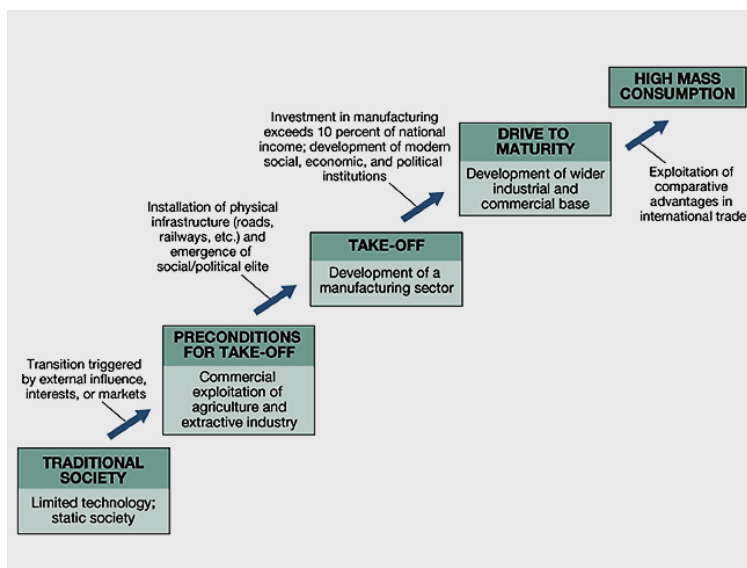 HIGH MASS
CONSUMPTION
Investment in manufacturing
exceeds 10 percent of national
income; development of modern
social, economic, and political
institutions
DRIVE TO
MATURITY
Development of wider
industrial and
commercial base
Exploitation of
comparative
advantages in
international trade
Installation of physical
infrastructure (roads,
railways, etc.) and
emergence of
social/political elite
TAKE-OFF
Development of a
manufacturing sector
Transition triggered
by external influence,
interests, or markets
PRECONDITIONS
FOR TAKE-OFF
Commercial
exploitation of
agriculture and
extractive industry
TRADITIONAL
SOCIETY
Limited technology;
static society